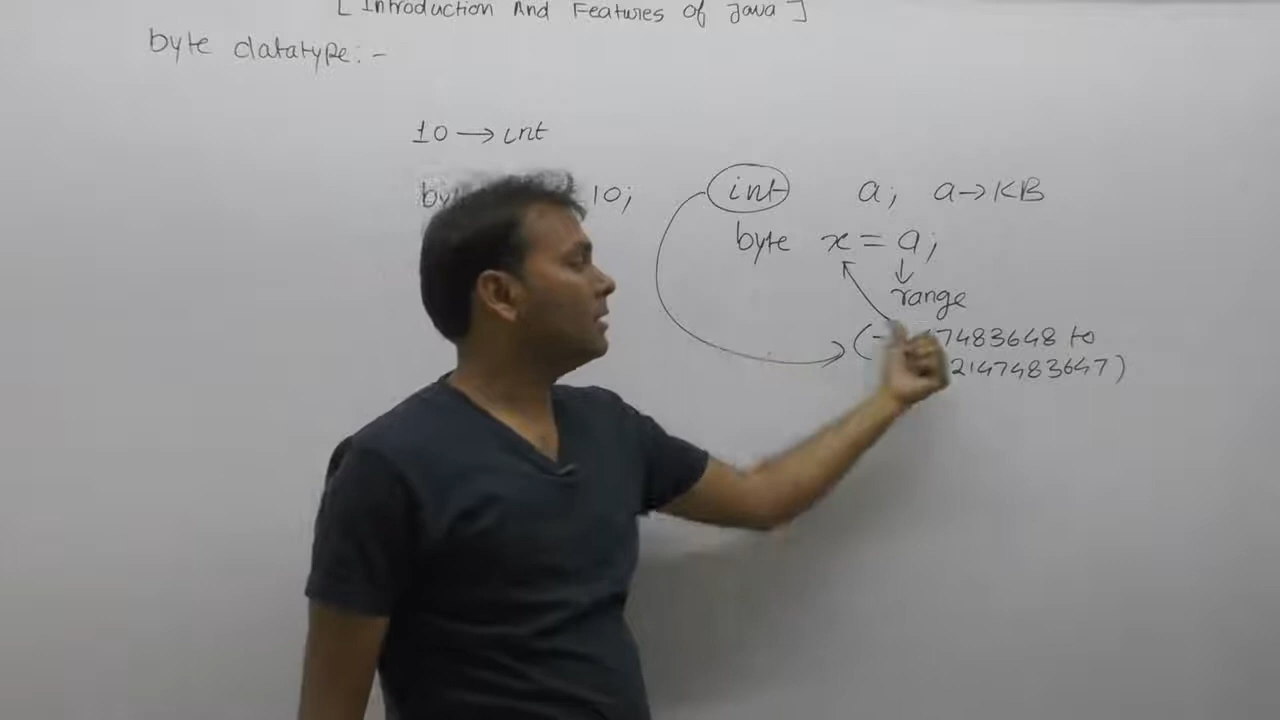 [ Introduction And Features Of Java ]
byte datatype:-
10 → int
10;
int a; a→KB
byte x = a;
range
7483648 to
2147483647)